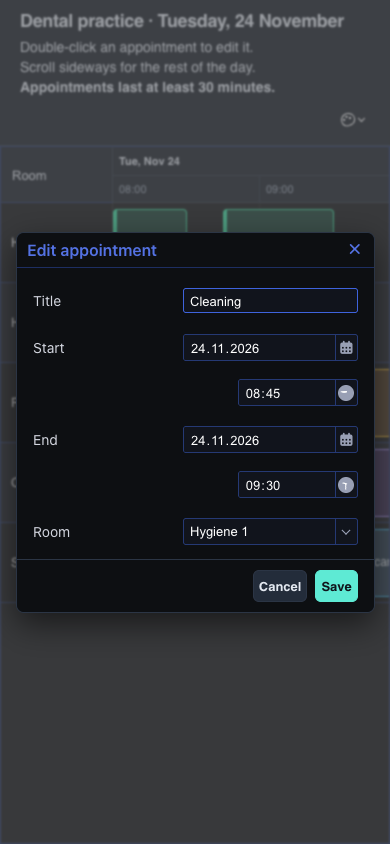 Dental practice · Tuesday, 24 November
Double-click an appointment to edit it.
Scroll sideways for the rest of the day.
Appointments last at least 30 minutes.
Room
Tue, Nov 24
08:00
09:00
Edit appointment
Title
Cleaning
Start
24.11.2026
08:45
End
24.11.2026
09:30
Room
Hygiene 1
Cancel
Save